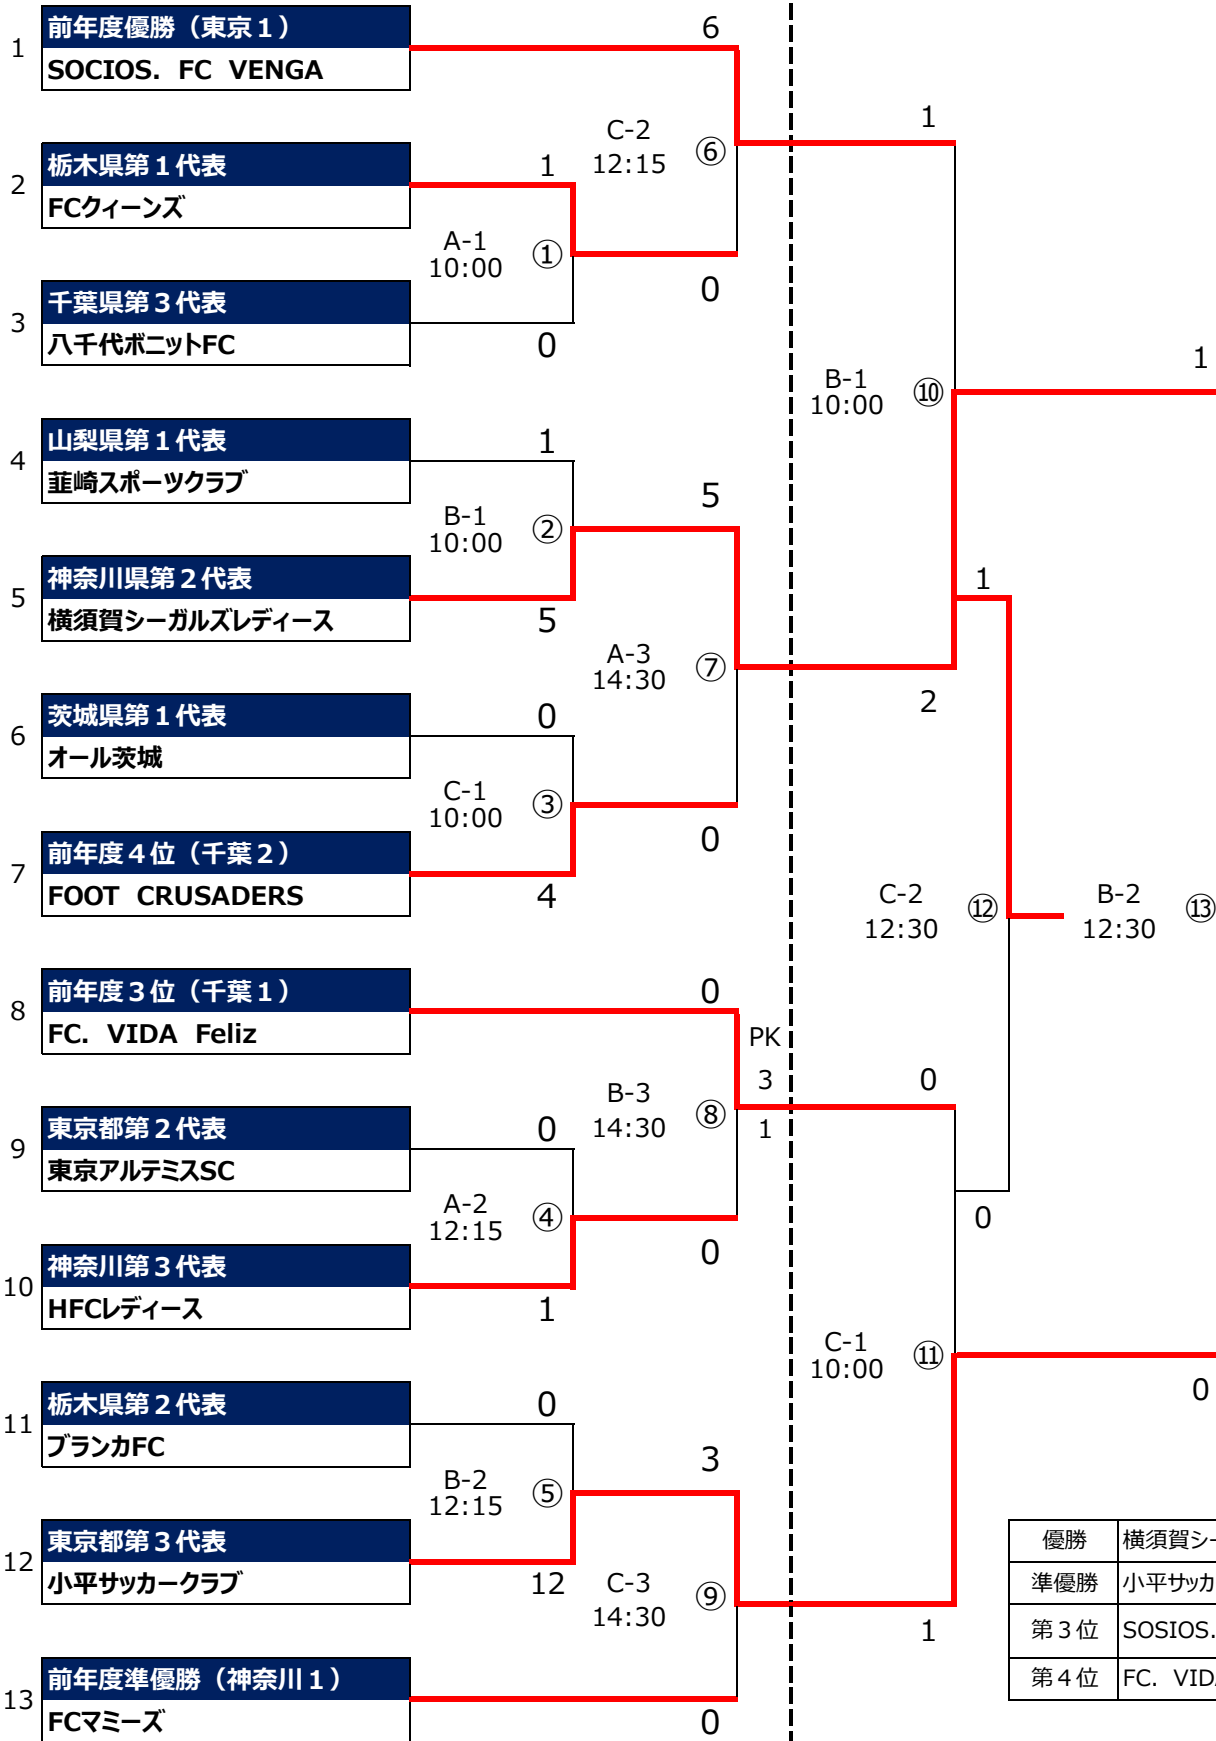 1
前年度優勝（東京１）
SOCIOS. FC VENGA
6
C-2
12:15
⑥
1
2
栃木県第１代表
FCクィーンズ
1
A-1
10:00
①
0
3
千葉県第３代表
八千代ボニットFC
0
B-1
10:00
⑩
1
4
山梨県第１代表
韮崎スポーツクラブ
1
B-1
10:00
②
5
5
神奈川県第２代表
横須賀シーガルズレディース
5
1
A-3
14:30
⑦
2
6
茨城県第１代表
オール茨城
0
C-1
10:00
③
0
7
前年度４位（千葉２）
FOOT CRUSADERS
4
C-2
12:30
⑫
B-2
12:30
⑬
8
前年度３位（千葉１）
FC. VIDA Feliz
0
PK
3
1
B-3
14:30
⑧
0
9
東京都第２代表
東京アルテミスSC
0
A-2
12:15
④
0
0
10
神奈川第３代表
HFCレディース
1
C-1
10:00
⑪
0
11
栃木県第２代表
ブランカFC
0
B-2
12:15
⑤
3
12
東京都第３代表
小平サッカークラブ
12
C-3
14:30
⑨
1
13
前年度準優勝（神奈川１）
FCマミーズ
0
優勝 横須賀シー
準優勝 小平サッカ
第３位 SOSIOS.
第４位 FC. VIDA